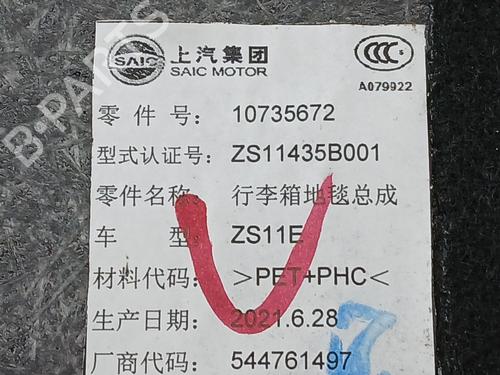 SAIC 上汽集团
SAIC MOTOR
CCC S
A079922
零件号： 10735672
型式认证号： ZS11435B001
零件名称： 行李箱地毯总成
车型： ZS11E
材料代码： >PET+PHC<
生产日期： 2021.6.28
厂商代码： 544761497
B-PARTS